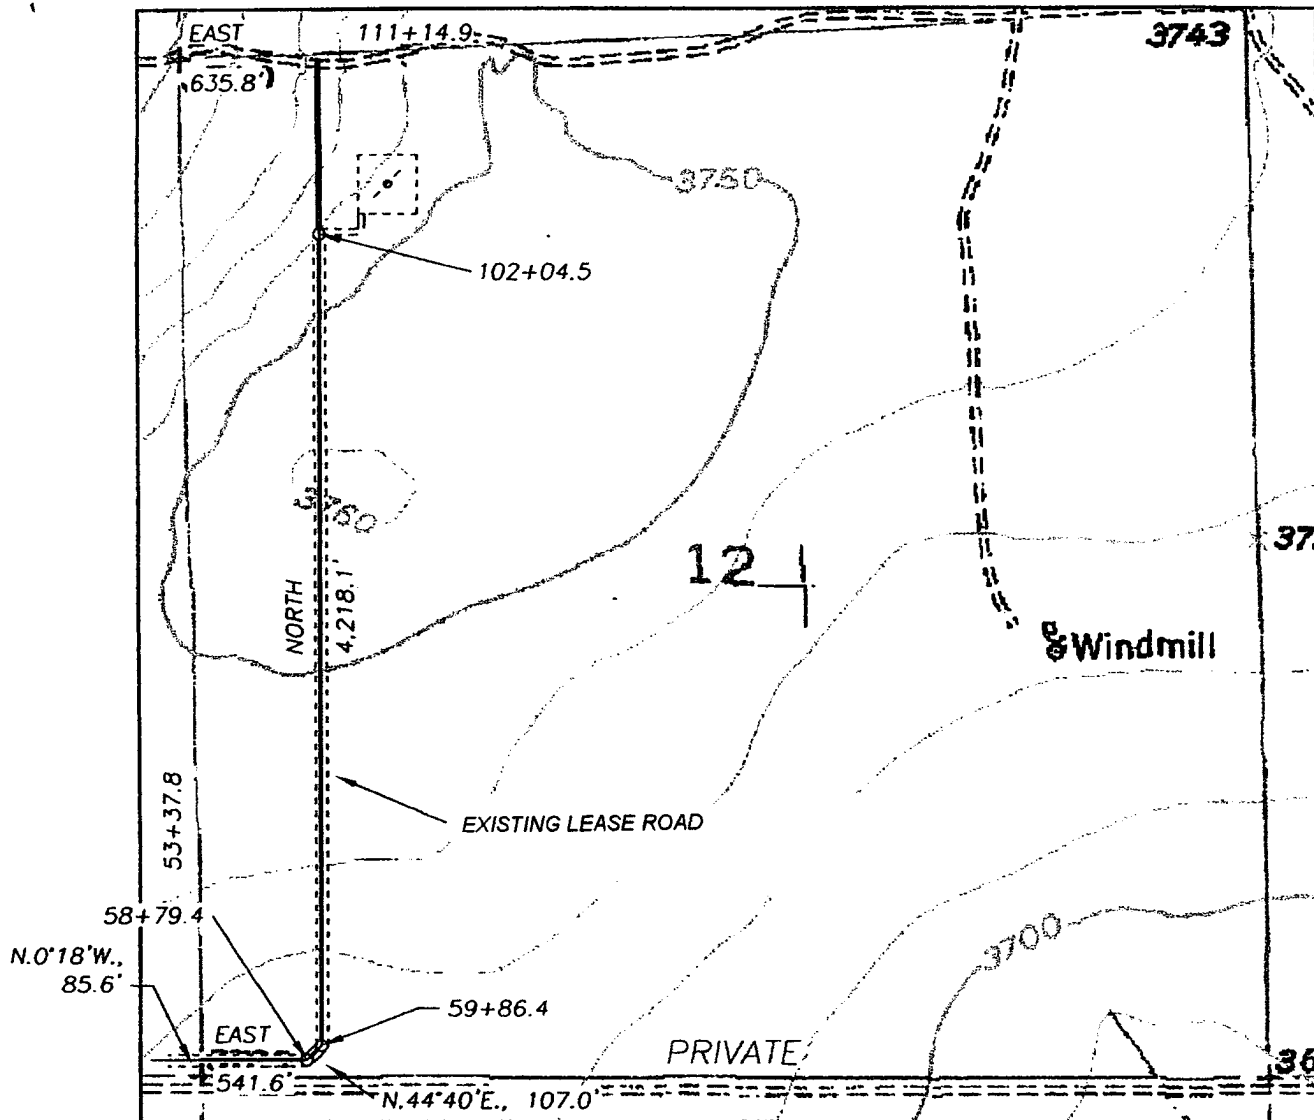 EAST
111+14.9
3743
635.8'
3750
102+04.5
3760
12
NORTH
4,218.1'
Windmill
53+37.8
EXISTING LEASE ROAD
58+79.4
N.0°18'W.,
85.6'
59+86.4
3700
EAST
PRIVATE
541.6'
N.44°40'E., 107.0'